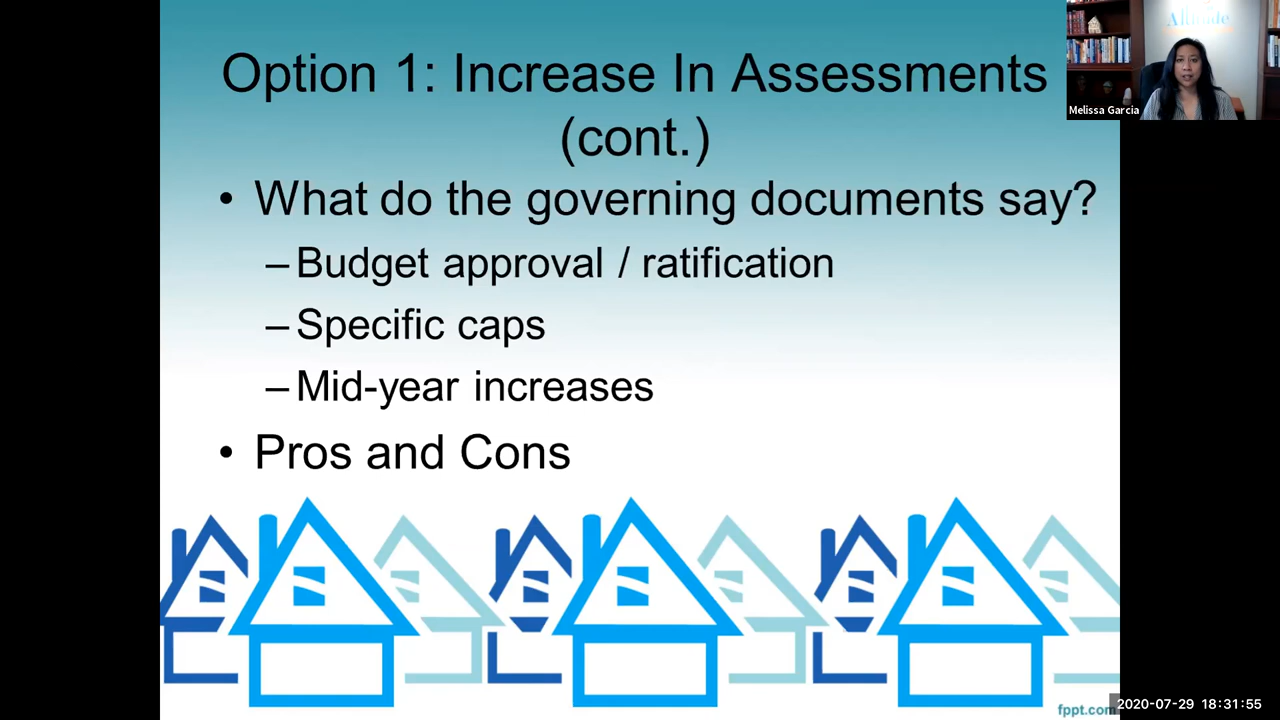 Option 1: Increase In Assessments
(cont.)
• What do the governing documents say?
– Budget approval / ratification
– Specific caps
– Mid-year increases
• Pros and Cons
Altitude
Melissa Garcia
fppt.com
2020-07-29 18:31:55